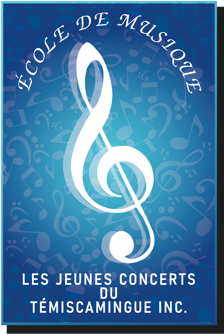 ÉCOLE DE MUSIQUE
LES JEUNES CONCERTS
DU
TÉMISCAMINGUE INC.